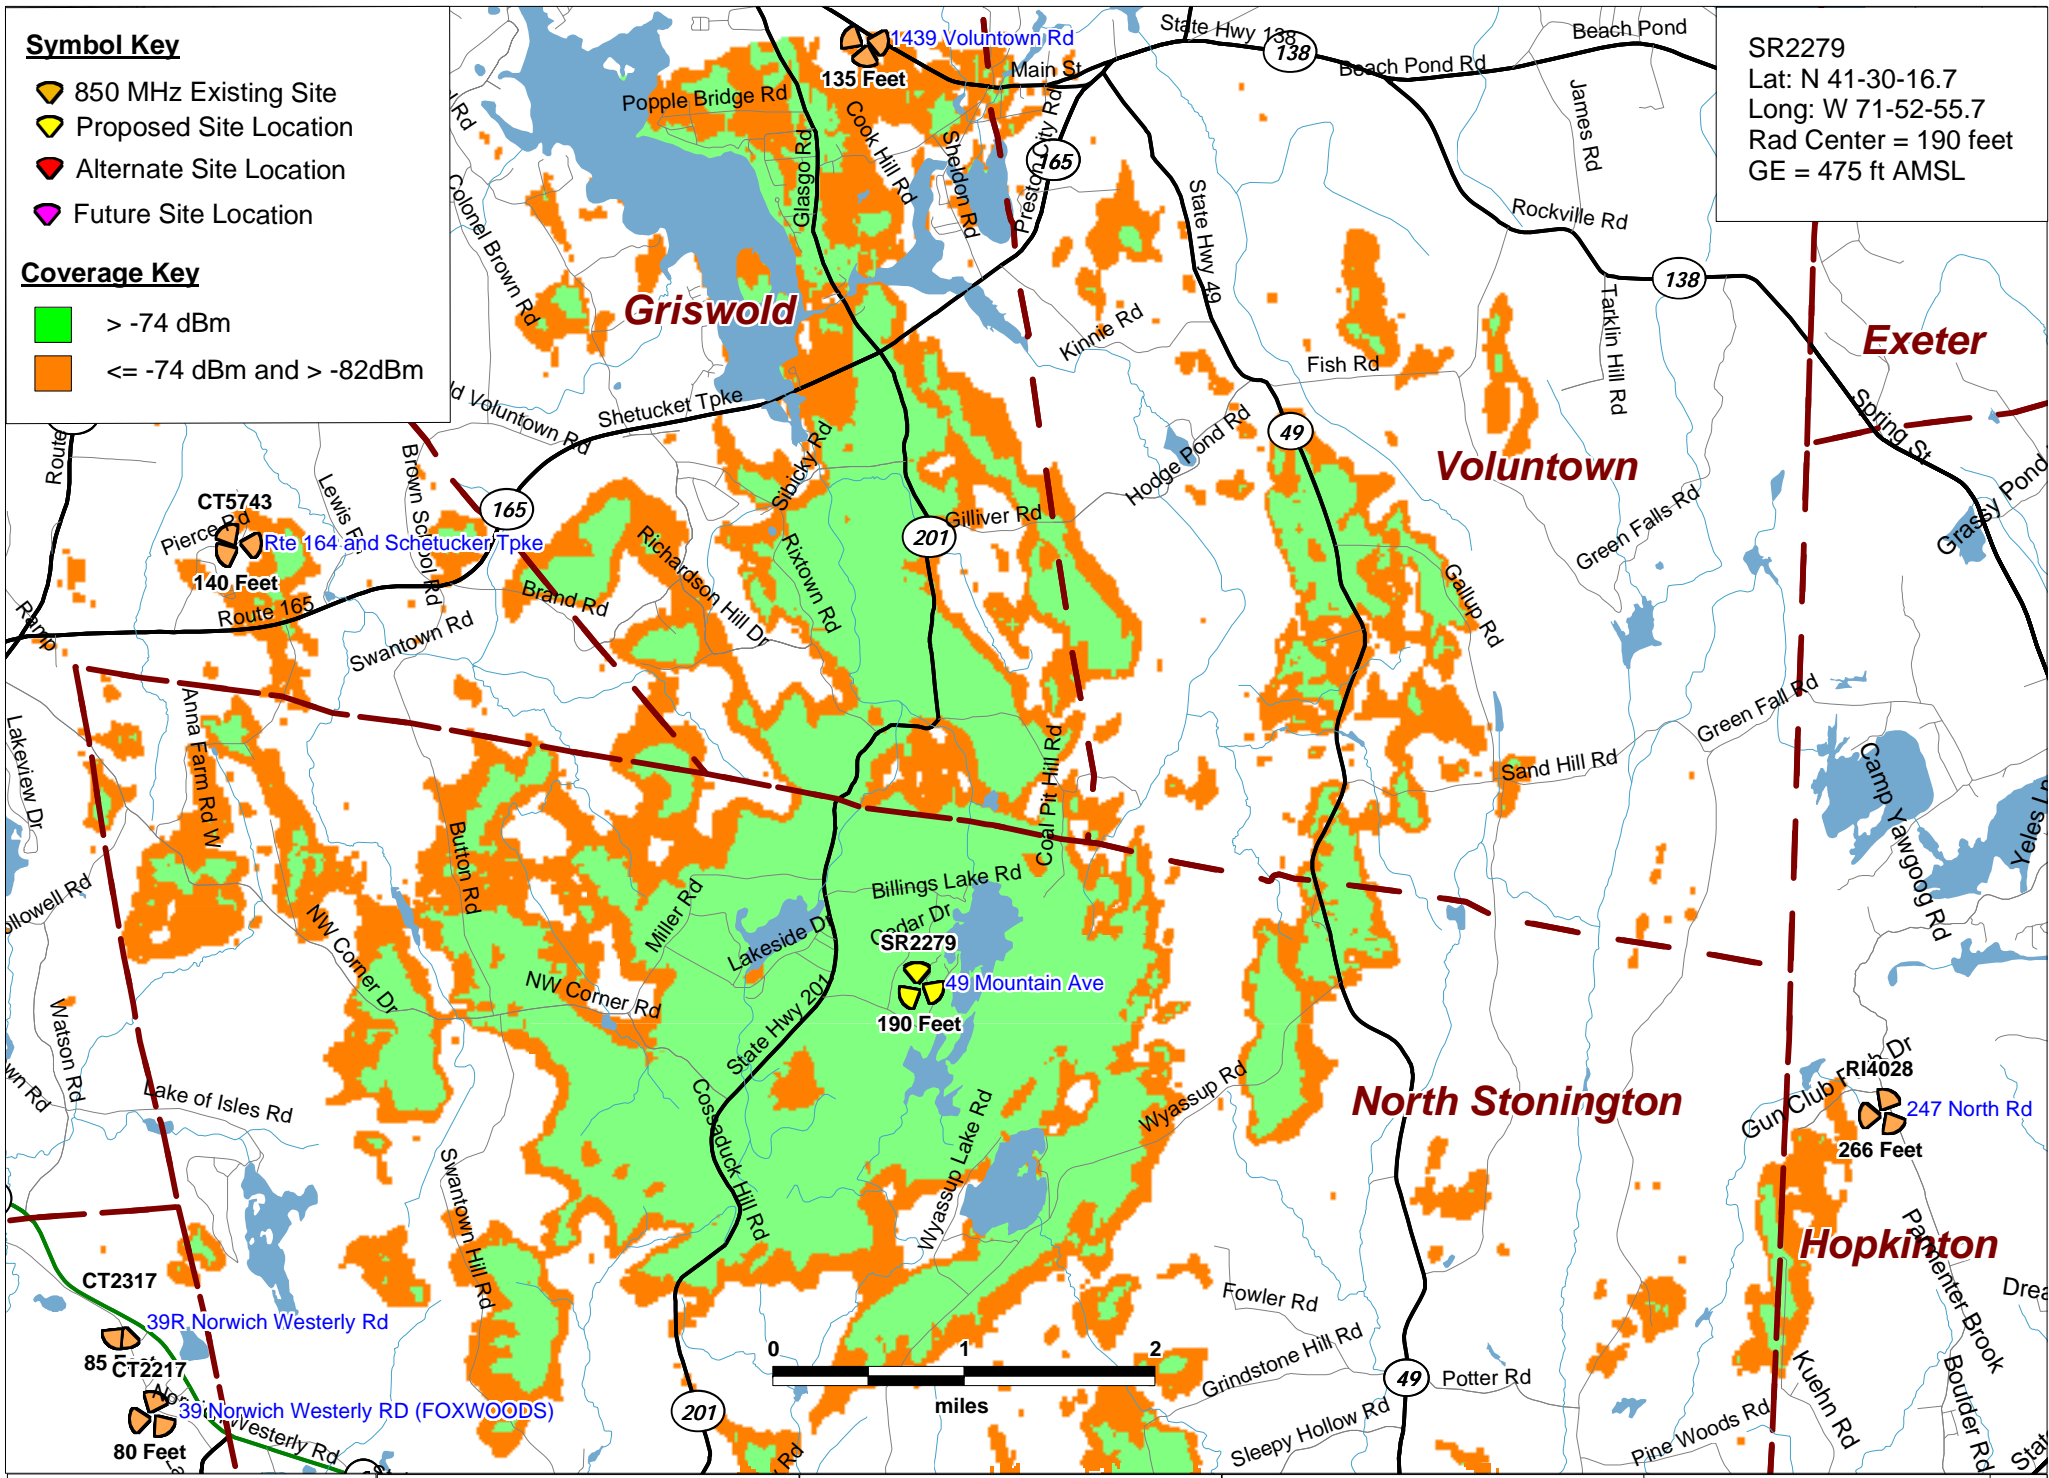 Symbol Key
850 MHz Existing Site
Proposed Site Location
Alternate Site Location
Future Site Location
Coverage Key
> -74 dBm
<= -74 dBm and > -82dBm
SR2279
Lat: N 41-30-16.7
Long: W 71-52-55.7
Rad Center = 190 feet
GE = 475 ft AMSL
1439 Voluntown Rd
135 Feet
State Hwy 138
138
Beach Pond
Beach Pond Rd
Main St
Popple Bridge Rd
Glasgo Rd
Cook Hill Rd
Sheldon Rd
Preston City Rd
165
James Rd
Rd
Colonel Brown Rd
State Hwy 49
Rockville Rd
138
Tarklin Hill Rd
Griswold
Kinnie Rd
Fish Rd
Exeter
Spring St
Shetucket Tpke
Voluntown Rd
Sibicky Rd
Hodge Pond Rd
49
Voluntown
Grassy Pond
Route
CT5743
Pierce Rd
Rte 164 and Schetucker Tpke
140 Feet
Lewis
Brown School Rd
165
Route 165
Ramp
Brand Rd
Richardson Hill Dr
Rixtown Rd
201
Gilliver Rd
Green Falls Rd
Gallup Rd
Swantown Rd
Green Fall Rd
Lakeview Dr
Anna Farm Rd W
Button Rd
Coal Pit Hill Rd
Sand Hill Rd
Camp Yawgoog Rd
Yeles Ln
Billings Lake Rd
Cedar Dr
Miller Rd
Lakeside Dr
SR2279
49 Mountain Ave
190 Feet
NW Corner Dr
NW Corner Rd
State Hwy 201
Watson Rd
Lake of Isles Rd
Cossaduck Hill Rd
Wyassup Lake Rd
Wyassup Rd
North Stonington
Gun Club
Dr
RI4028
247 North Rd
266 Feet
Swantown Hill Rd
Hopkinton
Parmenter Brook
CT2317
39R Norwich Westerly Rd
85
CT2217
39 Norwich Westerly RD (FOXWOODS)
80 Feet
Westerly Rd
201
0 1 2
miles
Fowler Rd
Grindstone Hill Rd
49
Potter Rd
Sleepy Hollow Rd
Pine Woods Rd
Kuehn Rd
Boulder Rd
Rd